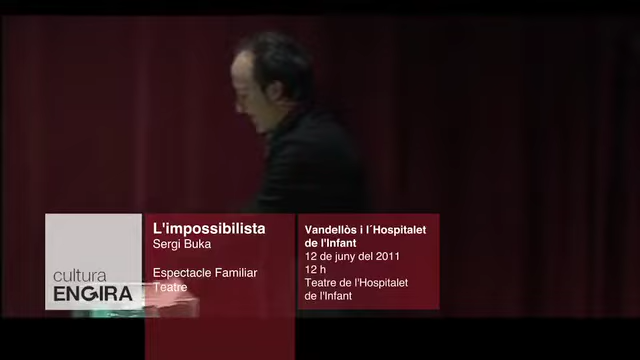 L'impossibilista
Sergi Buka
Espectacle Familiar
Teatre
Vandellòs i l´Hospitalet
de l'Infant
12 de juny del 2011
12 h
Teatre de l'Hospitalet
de l'Infant
cultura
ENGIRA